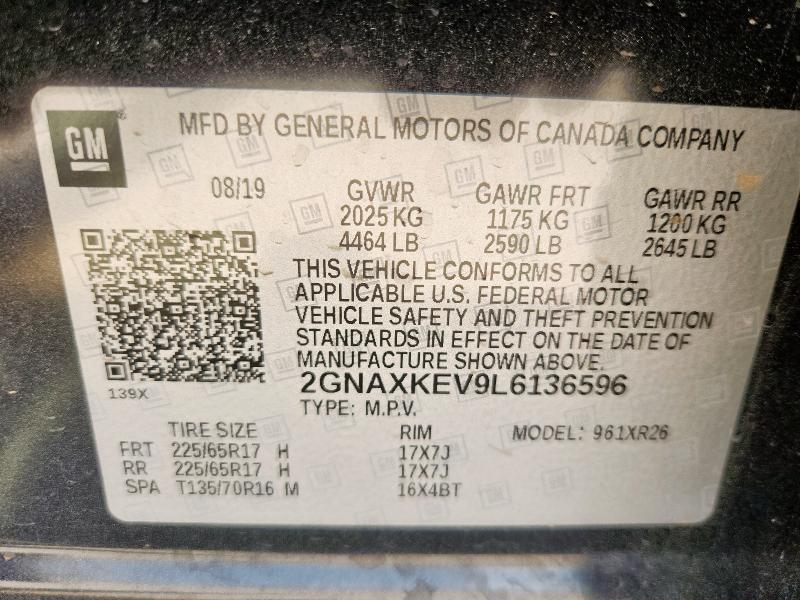 GM
MFD BY GENERAL MOTORS OF CANADA COMPANY
08/19 GVWR GAWR FRT GAWR RR
2025 KG 1175 KG 1200 KG
4464 LB 2590 LB 2645 LB
THIS VEHICLE CONFORMS TO ALL
APPLICABLE U.S. FEDERAL MOTOR
VEHICLE SAFETY AND THEFT PREVENTION
STANDARDS IN EFFECT ON THE DATE OF
MANUFACTURE SHOWN ABOVE.
139X
2GNAXKEV9L6136596
TYPE: M.P.V.
TIRE SIZE RIM MODEL: 961XR26
FRT 225/65R17 H 17X7J
RR 225/65R17 H 17X7J
SPA T135/70R16 M 16X4BT